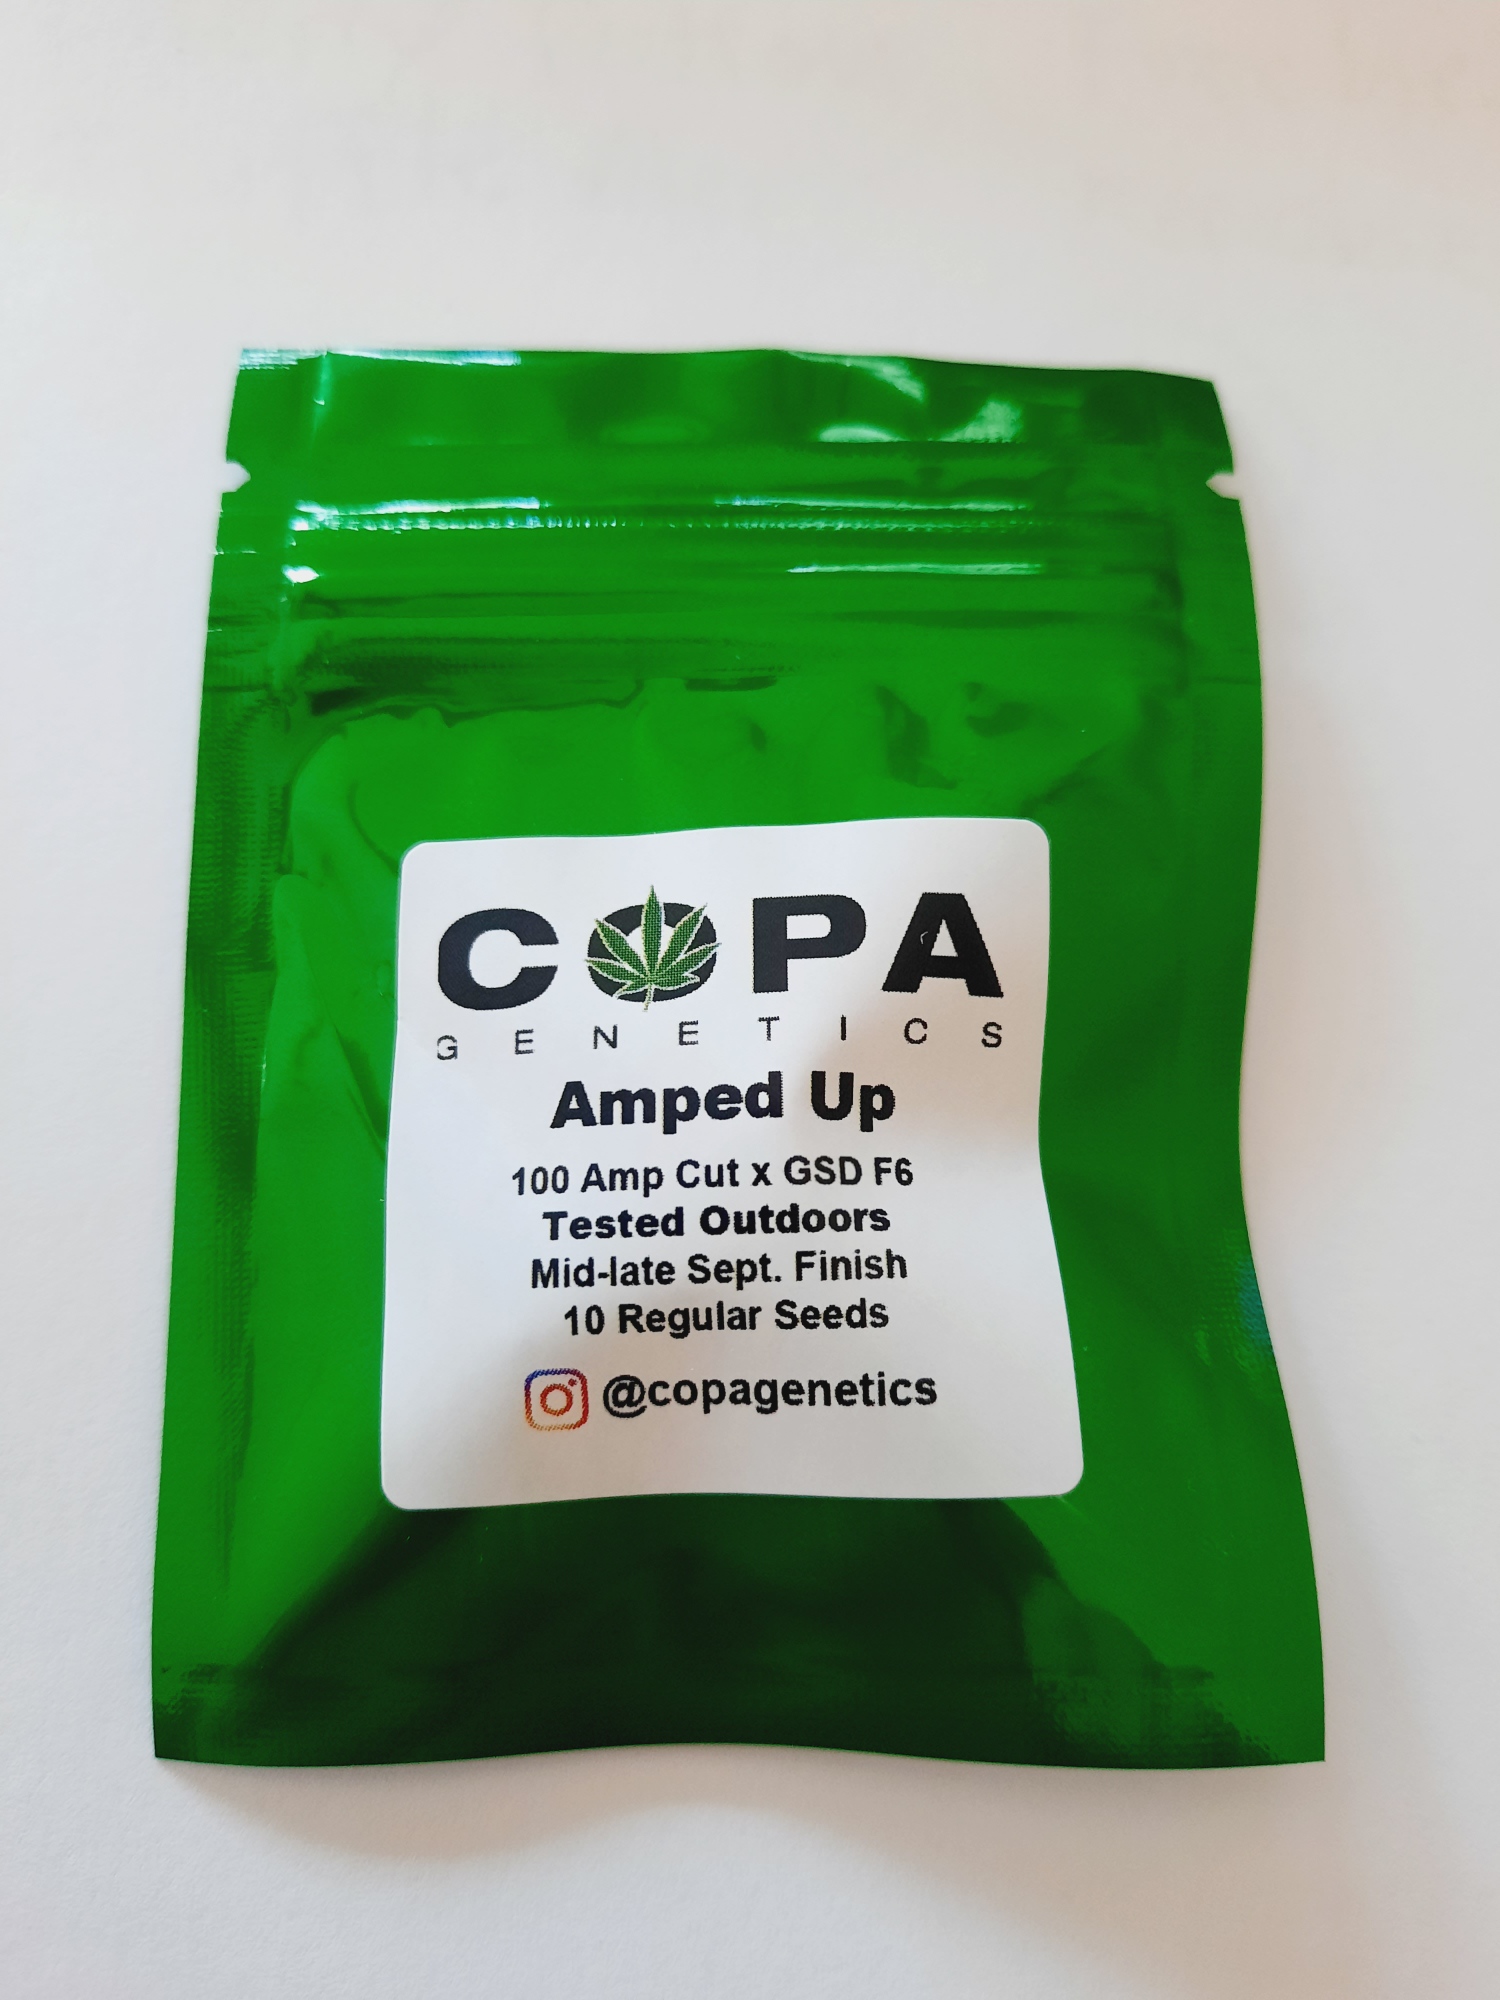 COPA
GENETICS
Amped Up
100 Amp Cut x GSD F6
Tested Outdoors
Mid-late Sept. Finish
10 Regular Seeds
@copagenetics